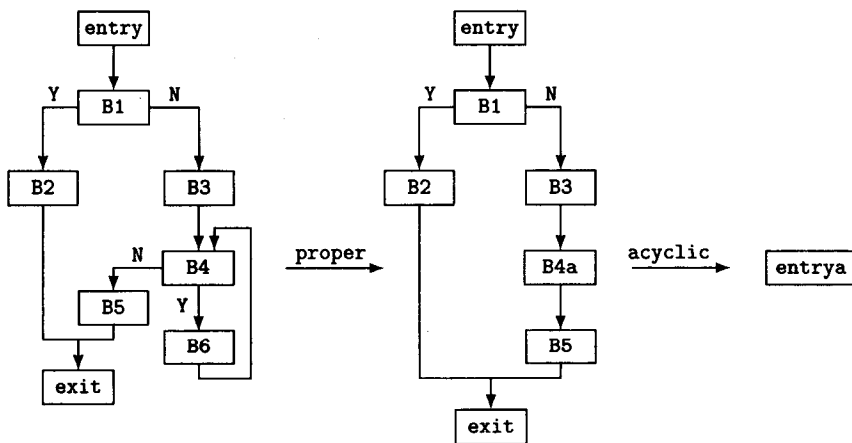 entry
Y
B1
N
B2
B3
N
B4
B5
Y
B6
exit
proper
entry
Y
B1
N
B2
B3
B4a
B5
exit
acyclic
entrya